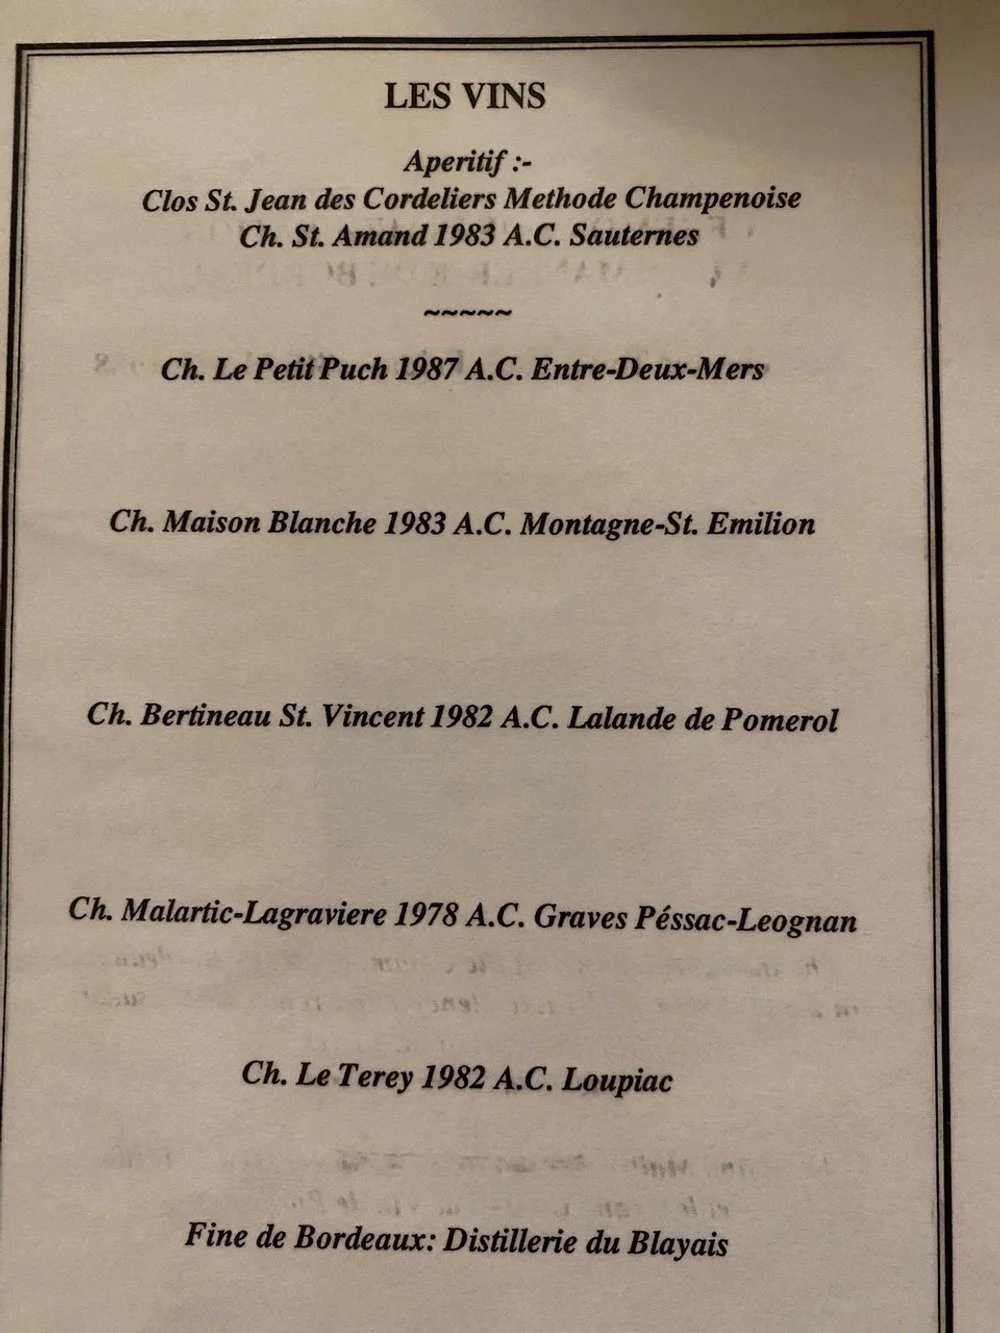 LES VINS
Aperitif :-
Clos St. Jean des Cordeliers Methode Champenoise
Ch. St. Amand 1983 A.C. Sauternes
~~~~~
Ch. Le Petit Puch 1987 A.C. Entre-Deux-Mers
Ch. Maison Blanche 1983 A.C. Montagne-St. Emilion
Ch. Bertineau St. Vincent 1982 A.C. Lalande de Pomerol
Ch. Malartic-Lagraviere 1978 A.C. Graves Péssac-Leognan
Ch. Le Terey 1982 A.C. Loupiac
Fine de Bordeaux: Distillerie du Blayais